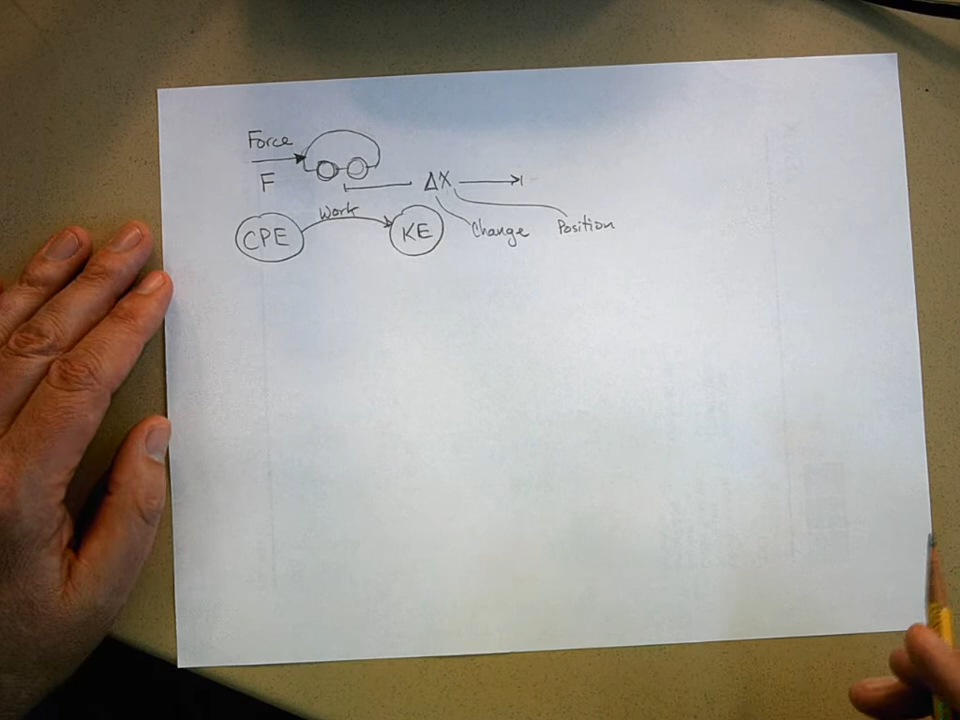 Force
F
ΔX
Work
CPE
KE
Change
Position